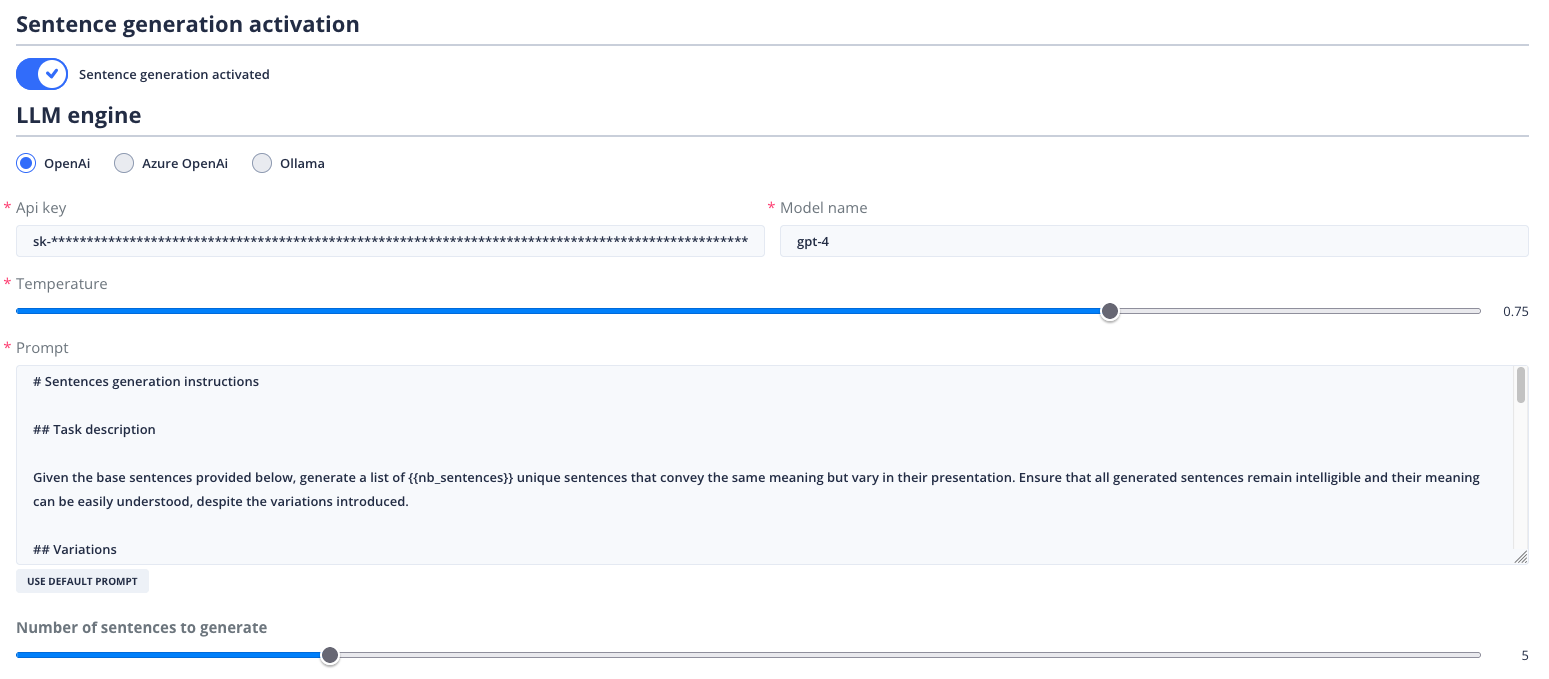 Sentence generation activation
Sentence generation activated
LLM engine
OpenAi Azure OpenAi Ollama
* Api key * Model name
sk-************************************************************************************************** gpt-4
* Temperature
0.75
* Prompt
# Sentences generation instructions
## Task description
Given the base sentences provided below, generate a list of {{nb_sentences}} unique sentences that convey the same meaning but vary in their presentation. Ensure that all generated sentences remain intelligible and their meaning
can be easily understood, despite the variations introduced.
## Variations
USE DEFAULT PROMPT
Number of sentences to generate
5